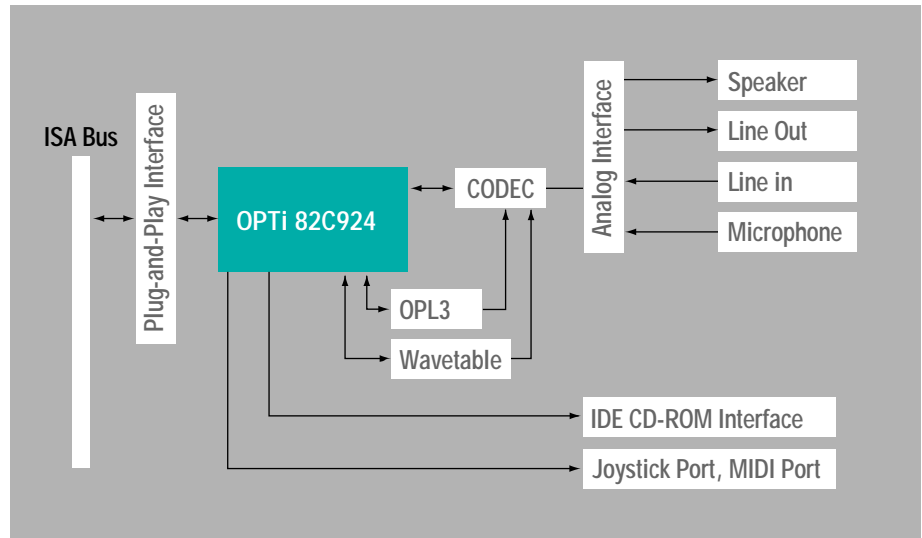 ISA Bus
Plug-and-Play Interface
OPTi 82C924
CODEC
OPL3
Wavetable
Analog Interface
Speaker
Line Out
Line in
Microphone
IDE CD-ROM Interface
Joystick Port, MIDI Port